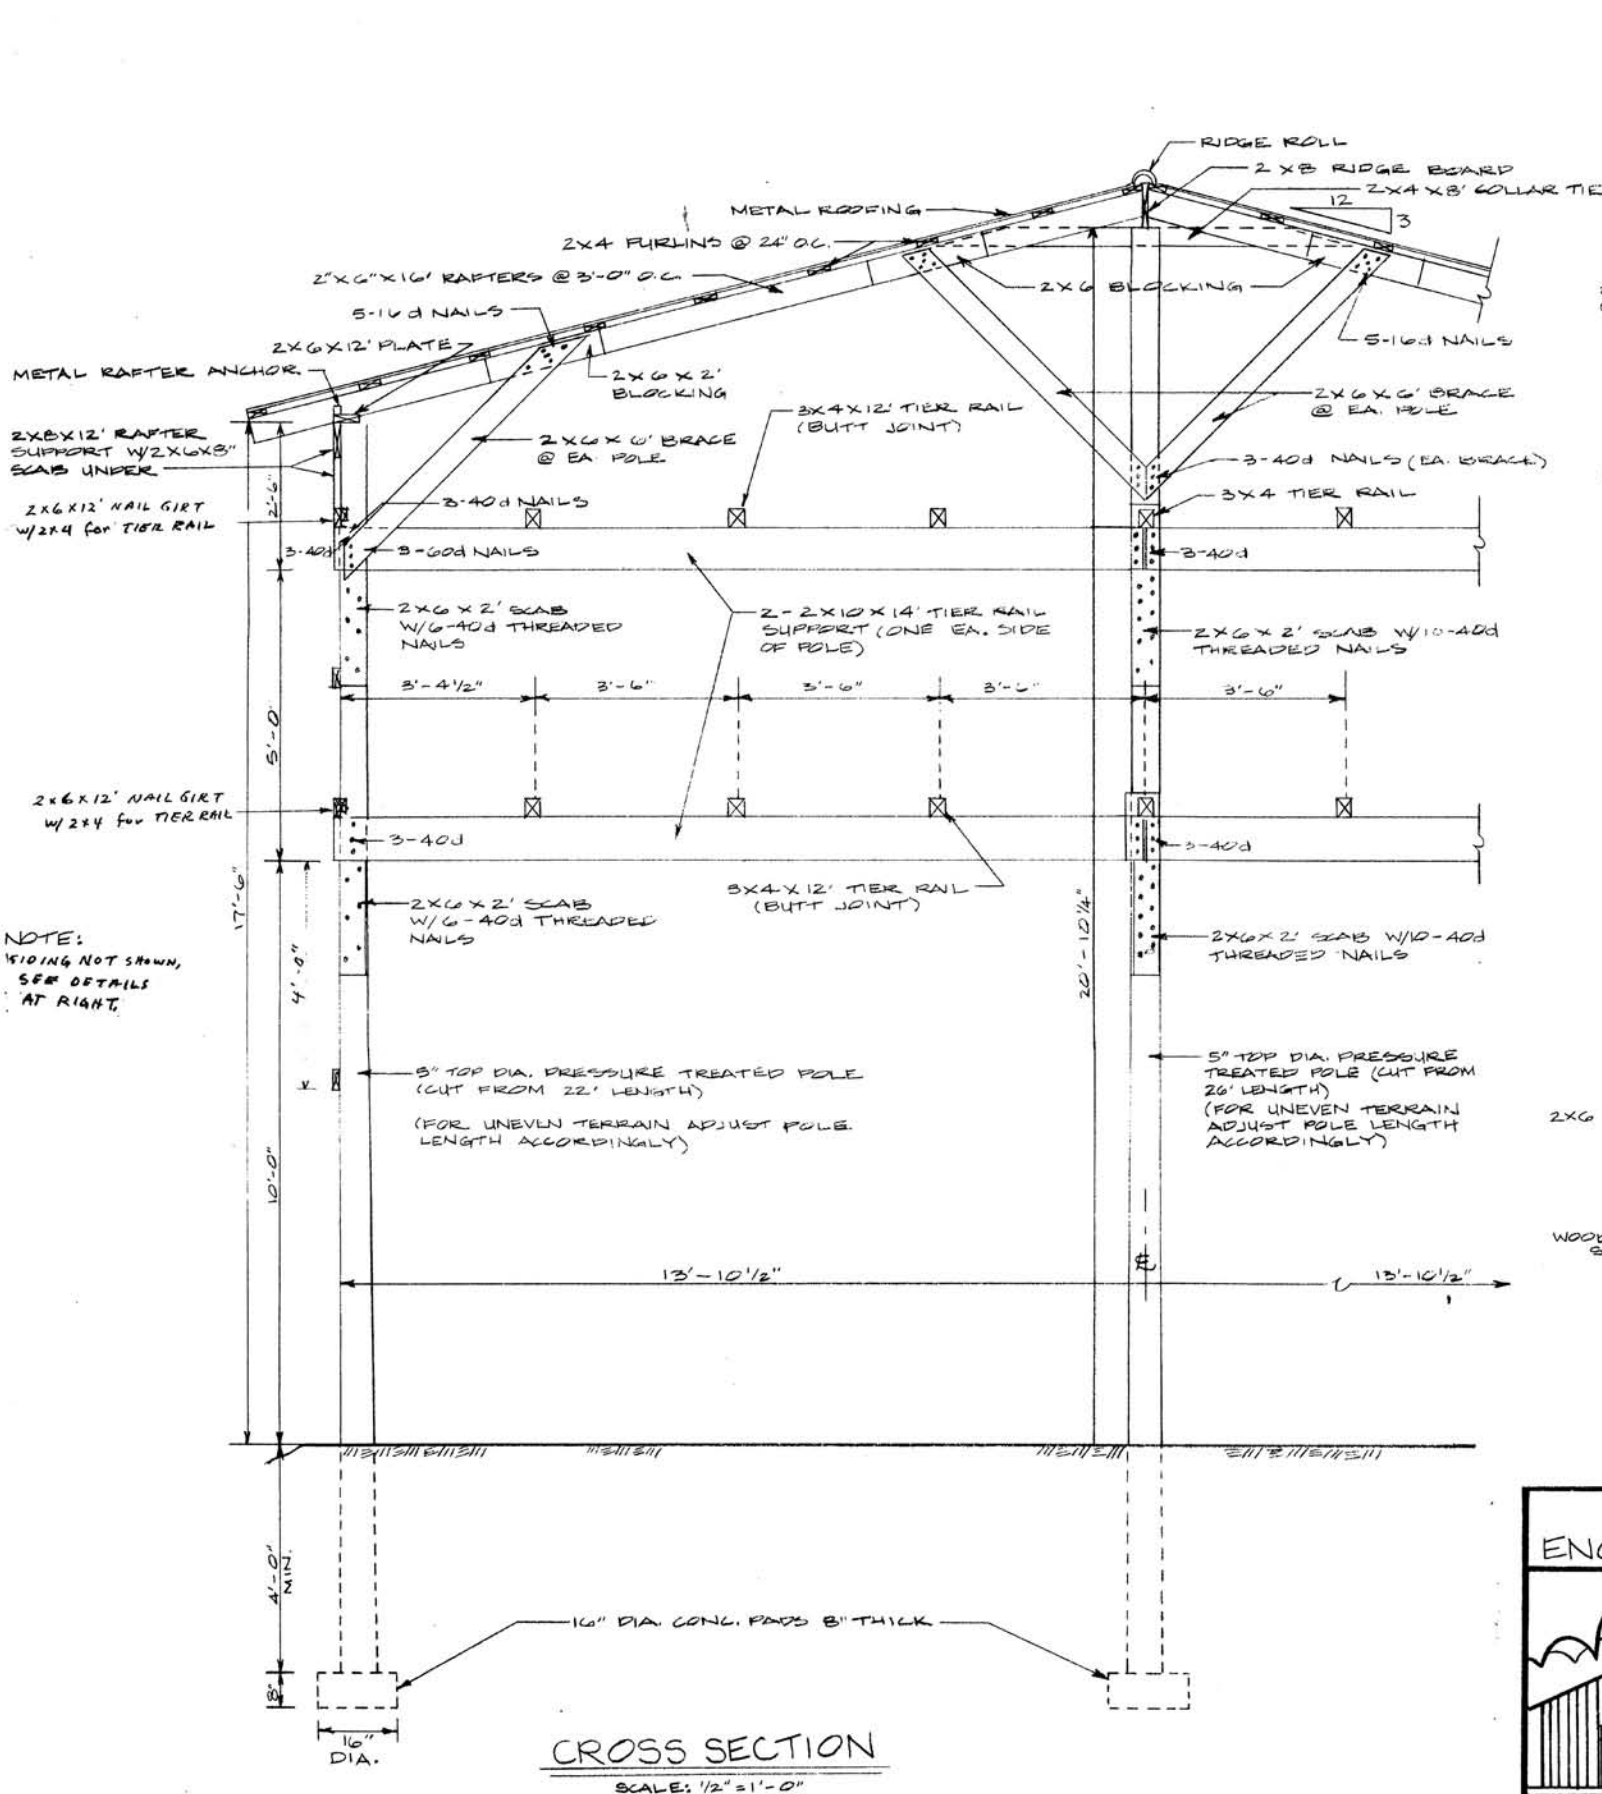 RIDGE ROLL
2 X 8 RIDGE BOARD
2X4 X 8' COLLAR TIE
12
3
METAL ROOFING
2X4 PURLINS @ 24" O.C.
2"X6"X16' RAFTERS @ 3'-0" O.C.
5-16d NAILS
2X6X12' PLATE
METAL RAFTER ANCHOR
2X6 BLOCKING
5-16d NAILS
2X6 X 2'
BLOCKING
2X6 X 6' BRACE
@ EA. POLE
3X4X12' TIER RAIL
(BUTT JOINT)
2X8X12' RAFTER
SUPPORT W/2X6X8"
SCAB UNDER
2X6 X 6' BRACE
@ EA. POLE
3-40d NAILS (EA. BRACE)
3X4 TIER RAIL
2'-6"
3-40d NAILS
2X6X12' NAIL GIRT
W/2X4 for TIER RAIL
3-40d
3-60d NAILS
3-40d
2X6 X 2' SCAB
W/6-40d THREADED
NAILS
2-2X10X14' TIER RAIL
SUPPORT (ONE EA. SIDE
OF POLE)
2X6X 2' SCAB W/10-40d
THREADED NAILS
3'-4 1/2"
3'-6"
3'-6"
3'-6"
3'-6"
5'-0"
2X6X12' NAIL GIRT
W/ 2X4 for TIER RAIL
3-40d
3-40d
17'-6"
3X4X12' TIER RAIL
(BUTT JOINT)
2X6X2' SCAB
W/6-40d THREADED
NAILS
20'-10 1/4"
2X6X2' SCAB W/10-40d
THREADED NAILS
NOTE:
SIDING NOT SHOWN,
SEE DETAILS
AT RIGHT.
4'-0"
5" TOP DIA. PRESSURE TREATED POLE
(CUT FROM 22' LENGTH)
(FOR UNEVEN TERRAIN ADJUST POLE
LENGTH ACCORDINGLY)
5" TOP DIA. PRESSURE
TREATED POLE (CUT FROM
26' LENGTH)
(FOR UNEVEN TERRAIN
ADJUST POLE LENGTH
ACCORDINGLY)
2X6
10'-0"
WOOD
13'-10 1/2"
13'-10 1/2"
4'-0"
MIN.
ENG
16" DIA. CONC. PADS 8" THICK
8"
16"
DIA.
CROSS SECTION
SCALE: 1/2"=1'-0"